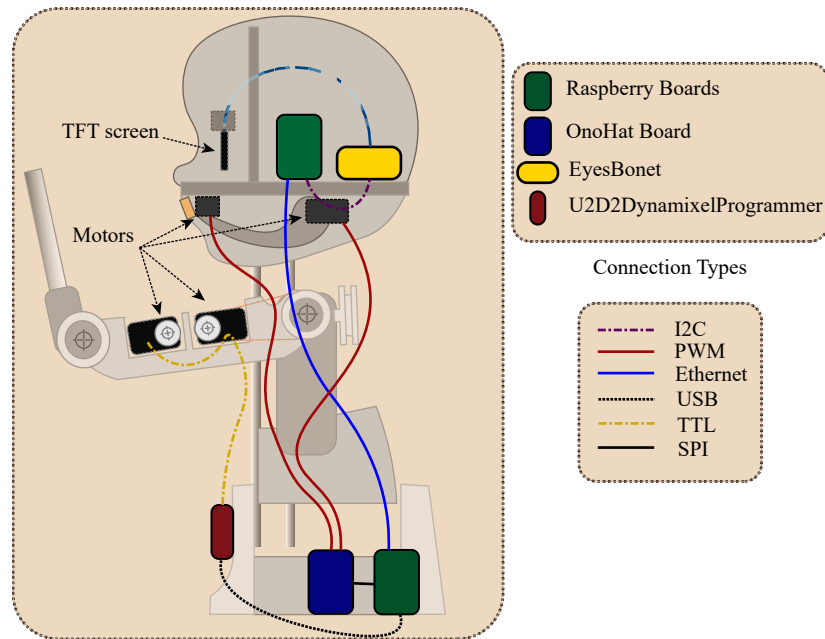 TFT screen
Motors
Raspberry Boards
OnoHat Board
EyesBonet
U2D2DynamixelProgrammer
Connection Types
I2C
PWM
Ethernet
USB
TTL
SPI